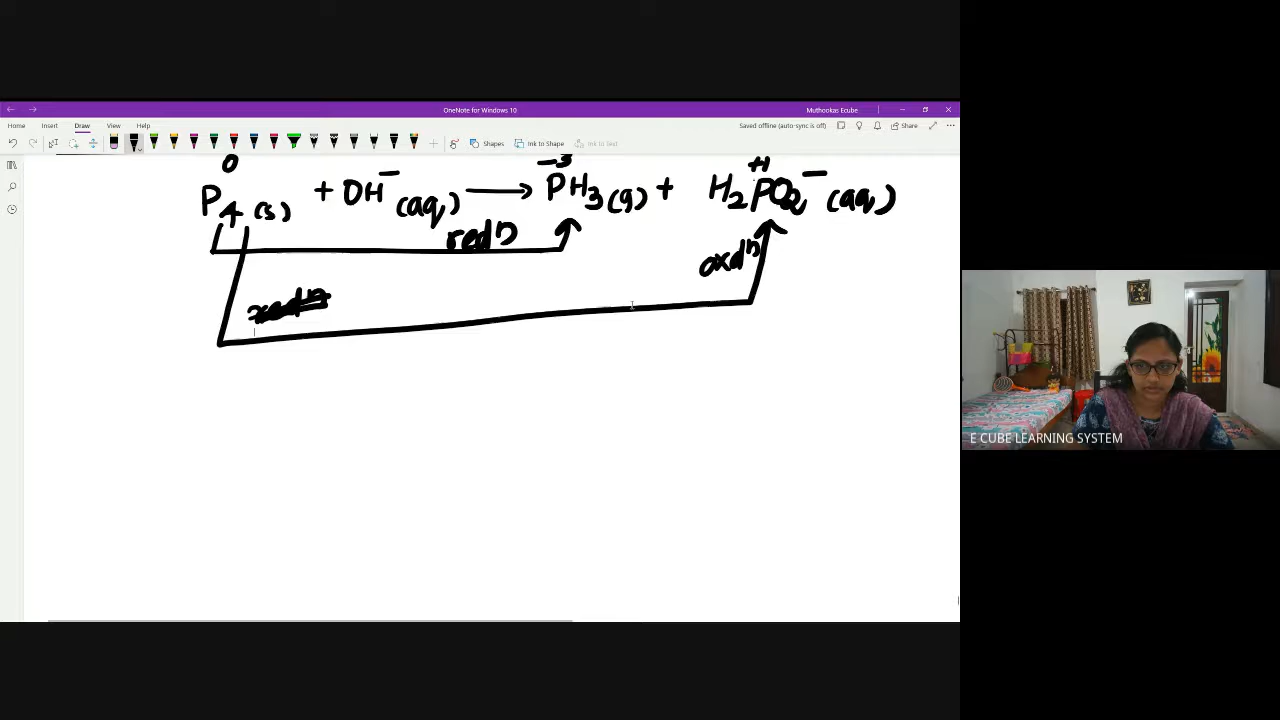 OneNote for Windows 10
Muthookas Ecube
Home Insert Draw View Help
Saved offline (auto-sync is off)
Share
Shapes
Ink to Shape
Ink to Text
0 -3 +1
P4(s) + OH⁻(aq) ⟶ PH3(g) + H2PO2⁻(aq)
redn
oxdn
E CUBE LEARNING SYSTEM